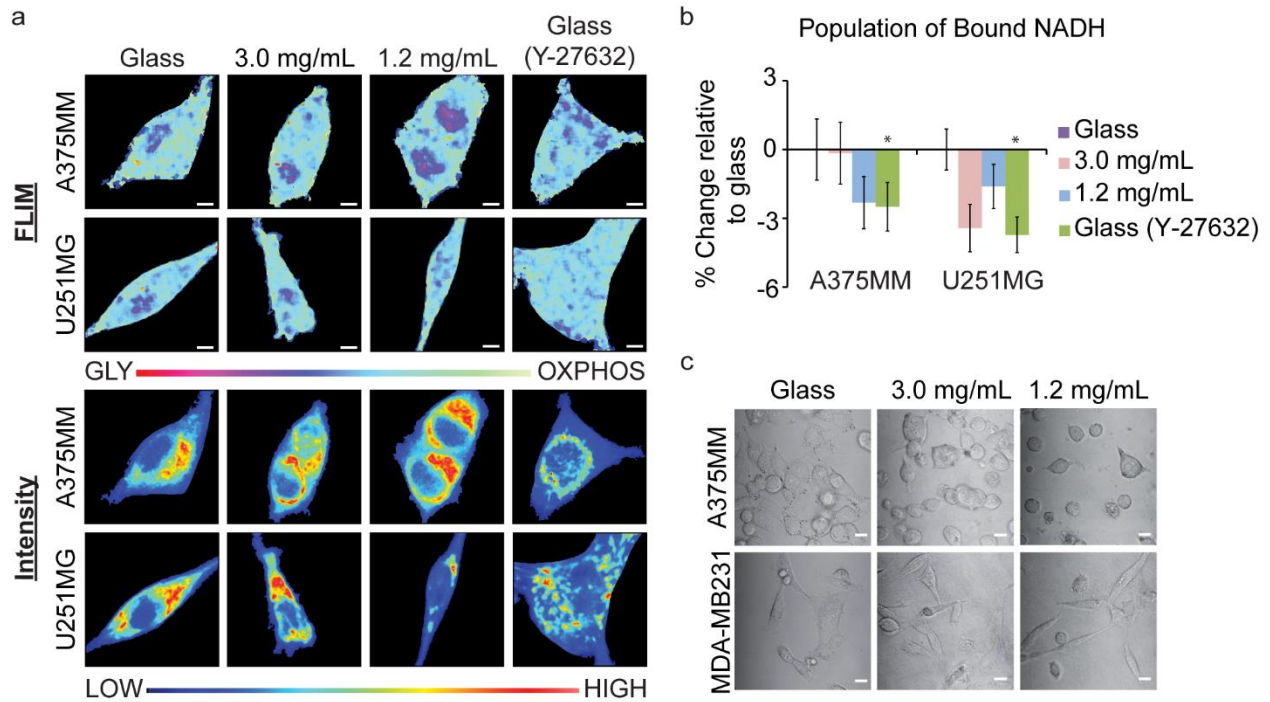 a
Glass
3.0 mg/mL
1.2 mg/mL
Glass
(Y-27632)
FLIM
A375MM
U251MG
GLY
OXPHOS
Intensity
A375MM
U251MG
LOW
HIGH
b
Population of Bound NADH
% Change relative
to glass
3
0
-3
-6
*
*
A375MM
U251MG
Glass
3.0 mg/mL
1.2 mg/mL
Glass (Y-27632)
c
Glass
3.0 mg/mL
1.2 mg/mL
A375MM
MDA-MB231